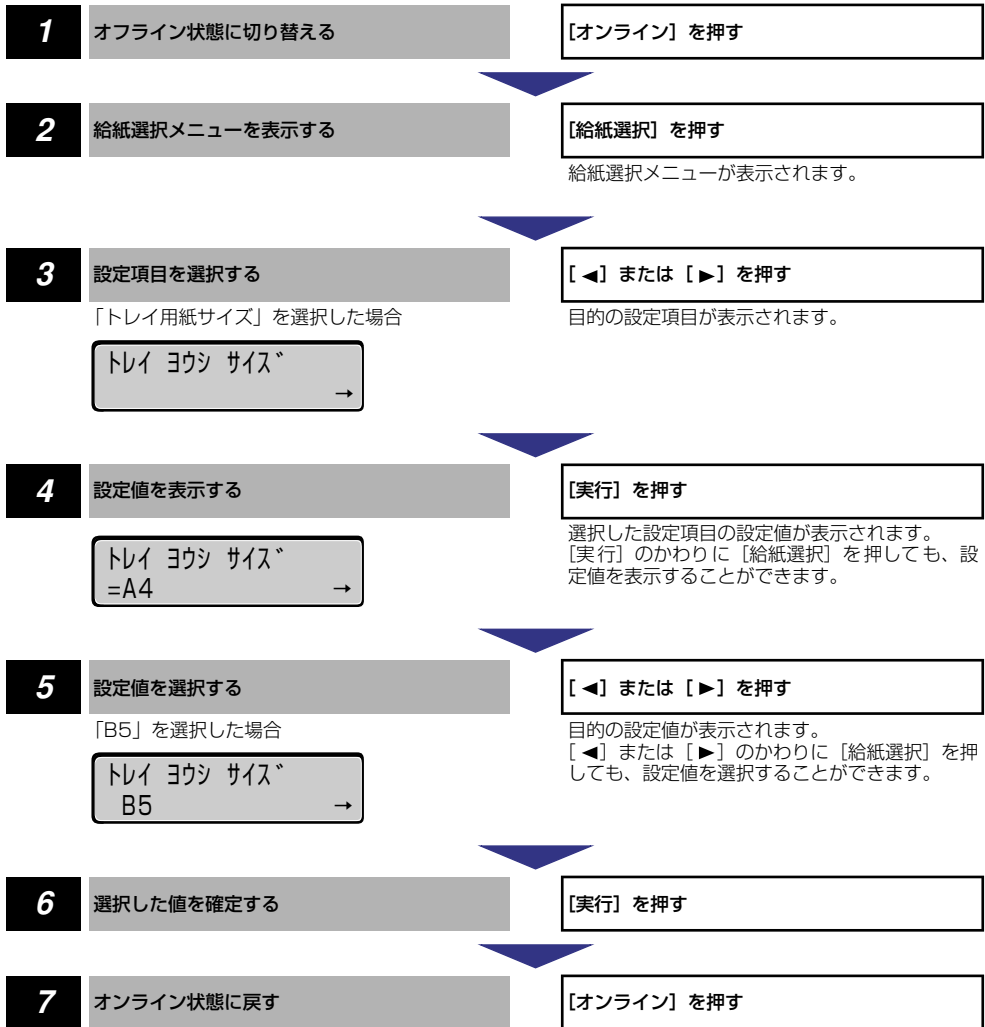 1 オフライン状態に切り替える ［オンライン］を押す
2 給紙選択メニューを表示する ［給紙選択］を押す
給紙選択メニューが表示されます。
3 設定項目を選択する ［◀］または［▶］を押す
「トレイ用紙サイズ」を選択した場合 目的の設定項目が表示されます。
トレイ ヨウシ サイズ
→
4 設定値を表示する ［実行］を押す
選択した設定項目の設定値が表示されます。
［実行］のかわりに［給紙選択］を押しても、設
定値を表示することができます。
トレイ ヨウシ サイズ
=A4 →
5 設定値を選択する ［◀］または［▶］を押す
「B5」を選択した場合
目的の設定値が表示されます。
［◀］または［▶］のかわりに［給紙選択］を押
しても、設定値を選択することができます。
トレイ ヨウシ サイズ
B5 →
6 選択した値を確定する ［実行］を押す
7 オンライン状態に戻す ［オンライン］を押す